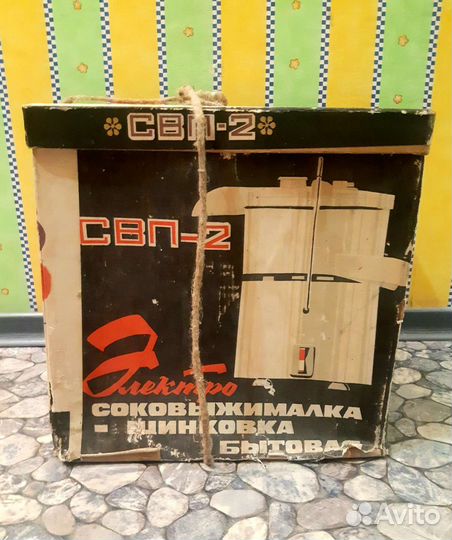 СВП-2
СВП-2
Электро
СОКОВЫЖИМАЛКА
- ШИНКОВКА
БЫТОВАЯ
Avito